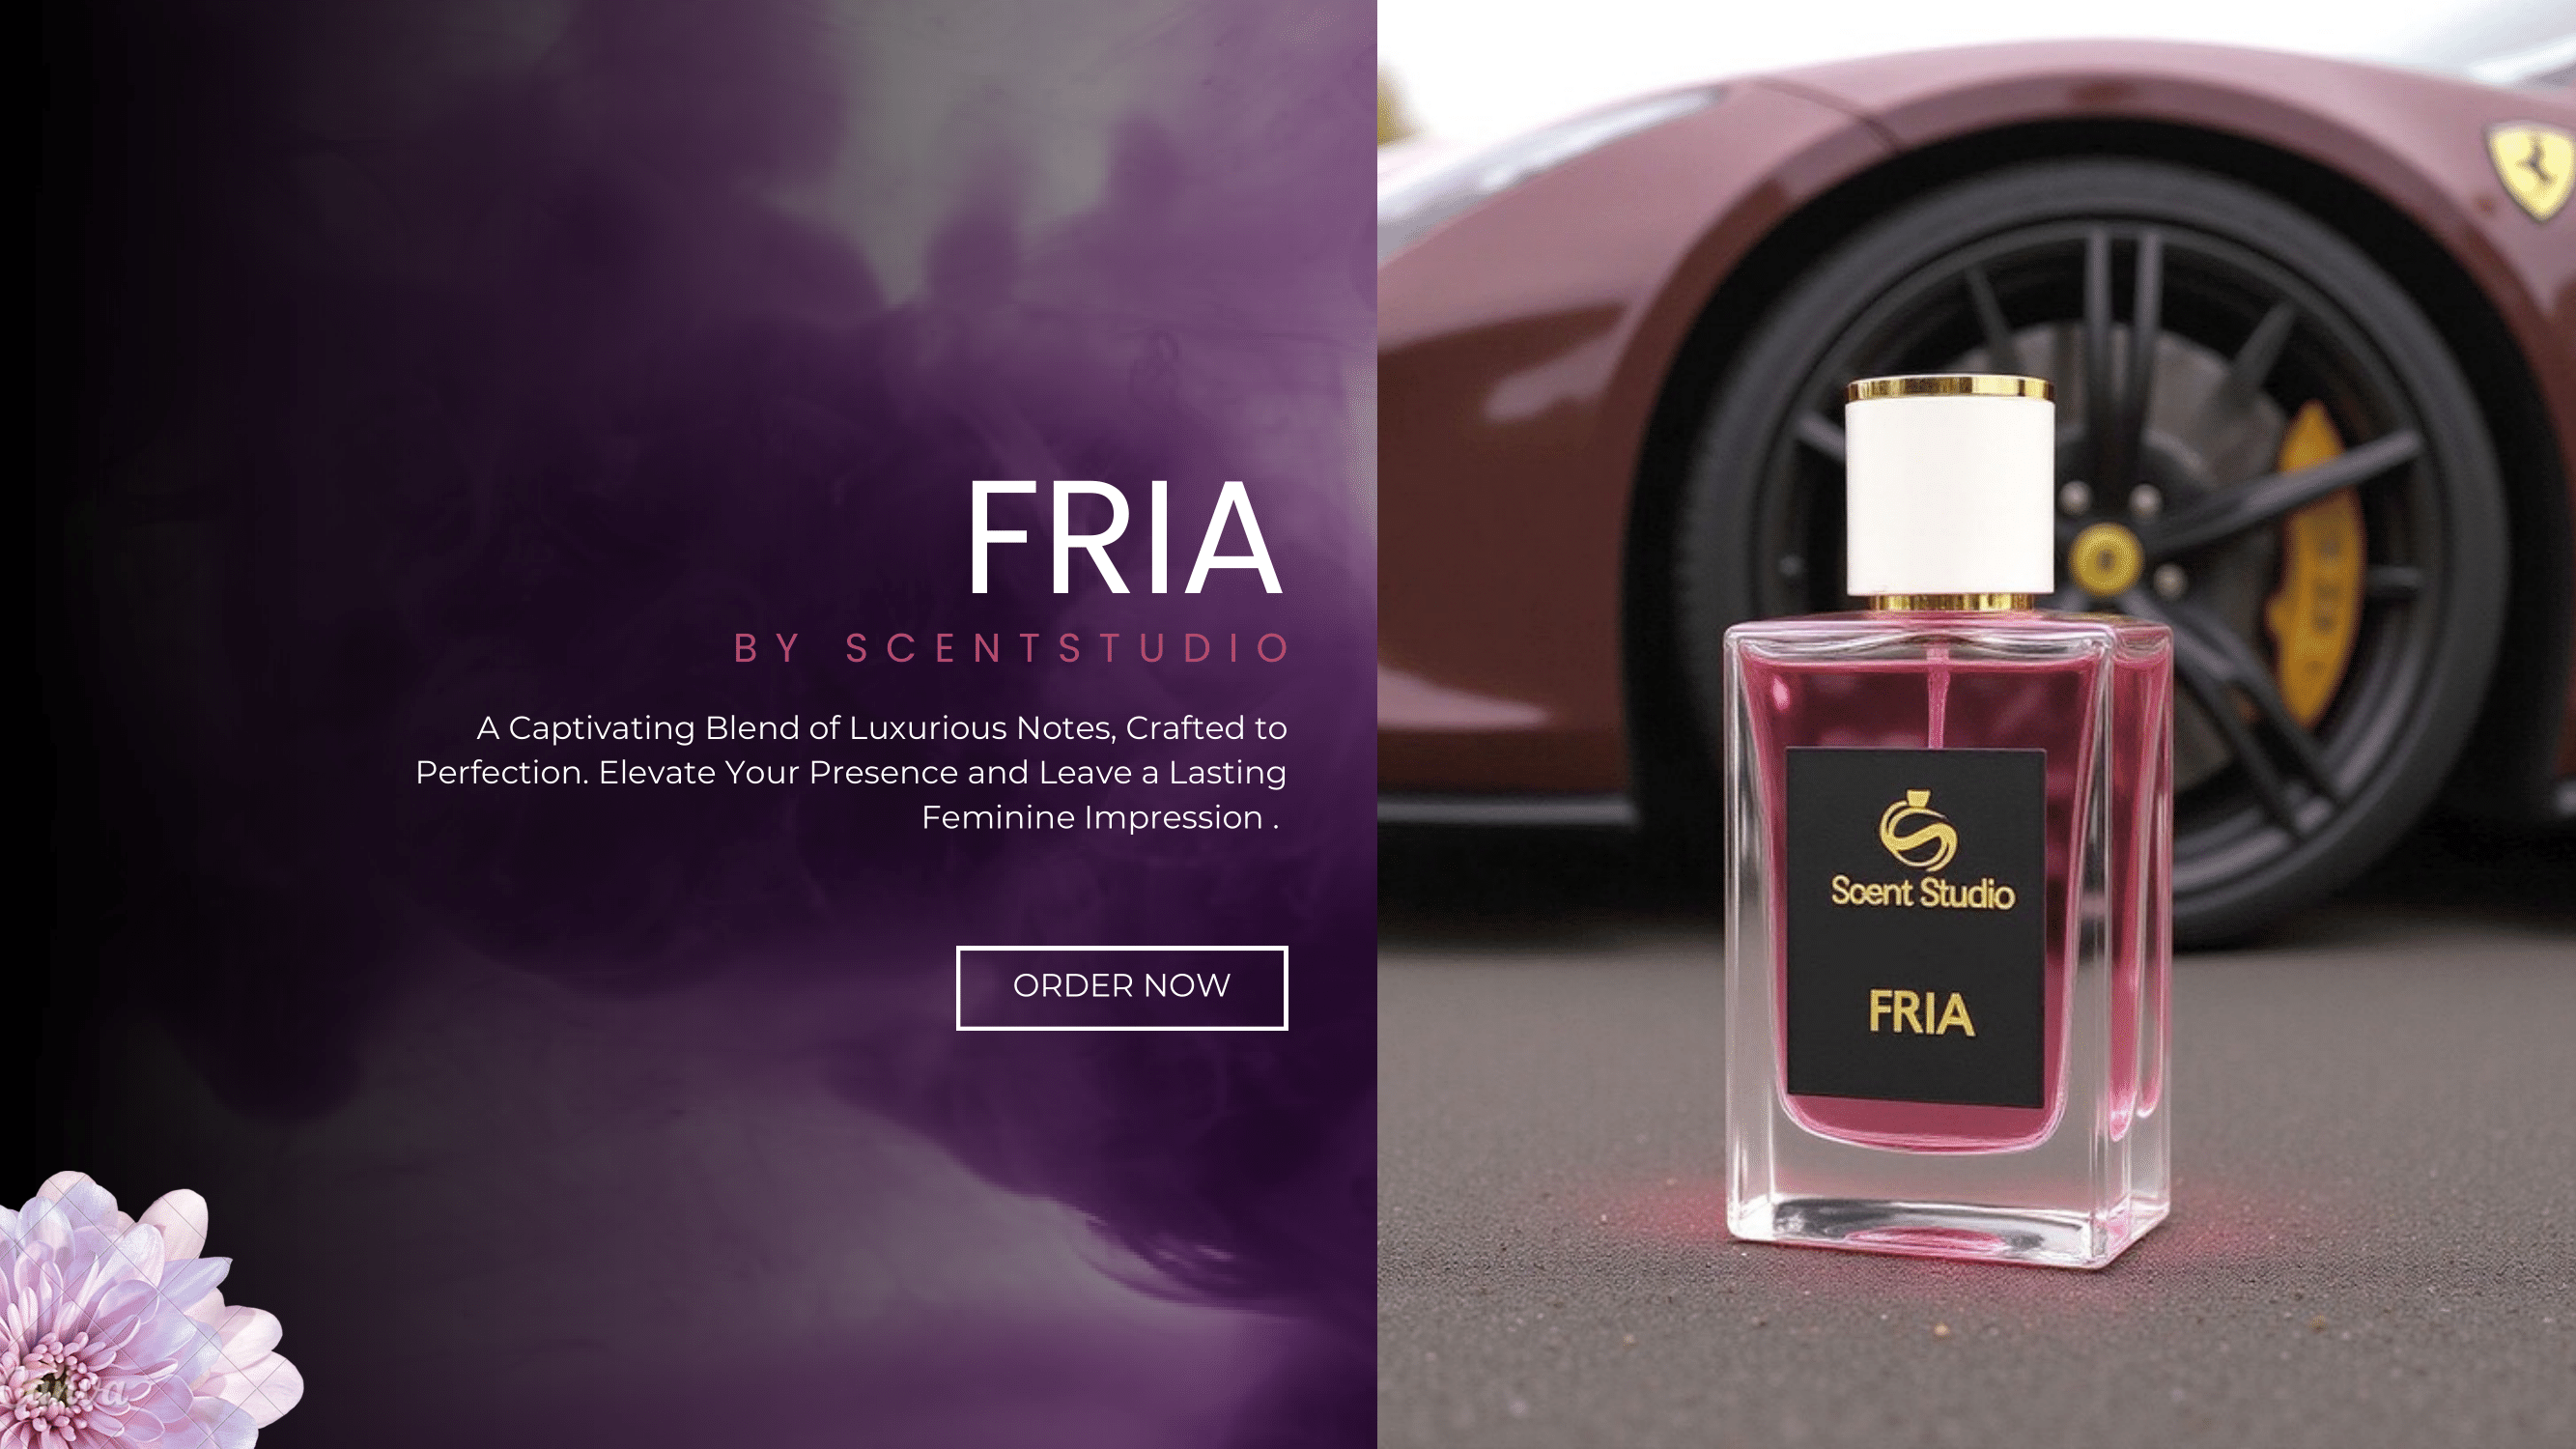 FRIA
BY SCENTSTUDIO
A Captivating Blend of Luxurious Notes, Crafted to
Perfection. Elevate Your Presence and Leave a Lasting
Feminine Impression .
ORDER NOW
Scent Studio
FRIA